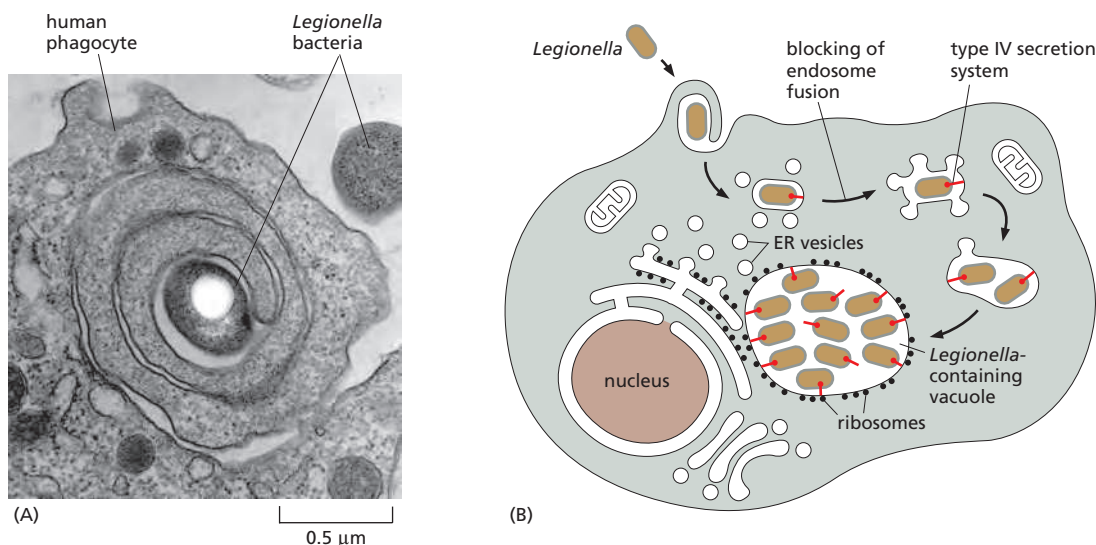 human
phagocyte
Legionella
bacteria
(A)
0.5 μm
Legionella
blocking of
endosome
fusion
type IV secretion
system
ER vesicles
nucleus
Legionella-
containing
vacuole
ribosomes
(B)